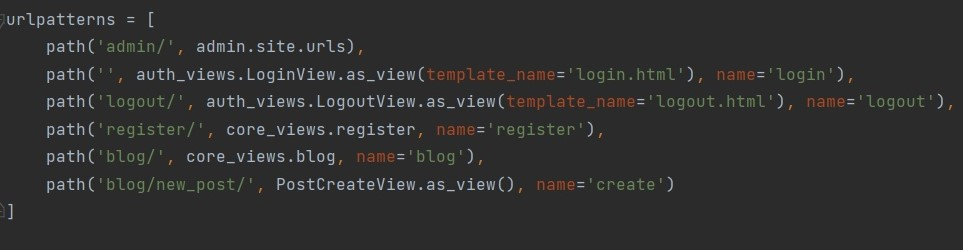 urlpatterns = [
    path('admin/', admin.site.urls),
    path('', auth_views.LoginView.as_view(template_name='login.html'), name='login'),
    path('logout/', auth_views.LogoutView.as_view(template_name='logout.html'), name='logout'),
    path('register/', core_views.register, name='register'),
    path('blog/', core_views.blog, name='blog'),
    path('blog/new_post/', PostCreateView.as_view(), name='create')
]